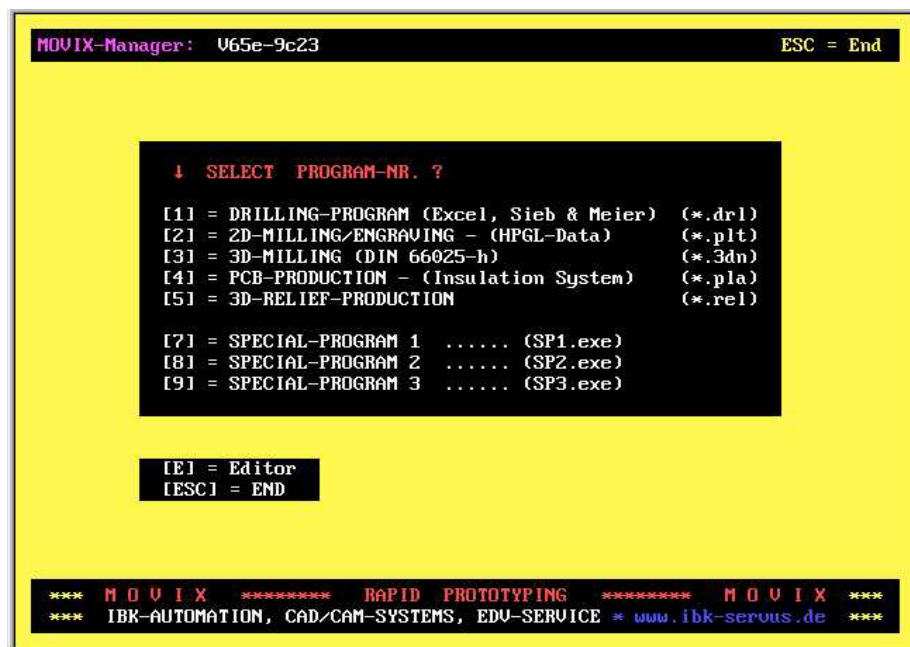 MOVIX-Manager: V65e-9c23 ESC = End
↓ SELECT PROGRAM-NR. ?
[1] = DRILLING-PROGRAM (Excel, Sieb & Meier) (*.drl)
[2] = 2D-MILLING/ENGRAVING - (HPGL-Data) (*.plt)
[3] = 3D-MILLING (DIN 66025-h) (*.3dn)
[4] = PCB-PRODUCTION - (Insulation System) (*.pla)
[5] = 3D-RELIEF-PRODUCTION (*.rel)
[7] = SPECIAL-PROGRAM 1 ...... (SP1.exe)
[8] = SPECIAL-PROGRAM 2 ...... (SP2.exe)
[9] = SPECIAL-PROGRAM 3 ...... (SP3.exe)
[E] = Editor
[ESC] = END
*** M O V I X ******** RAPID PROTOTYPING ******** M O V I X ***
*** IBK-AUTOMATION, CAD/CAM-SYSTEMS, EDV-SERVICE * www.ibk-servus.de ***